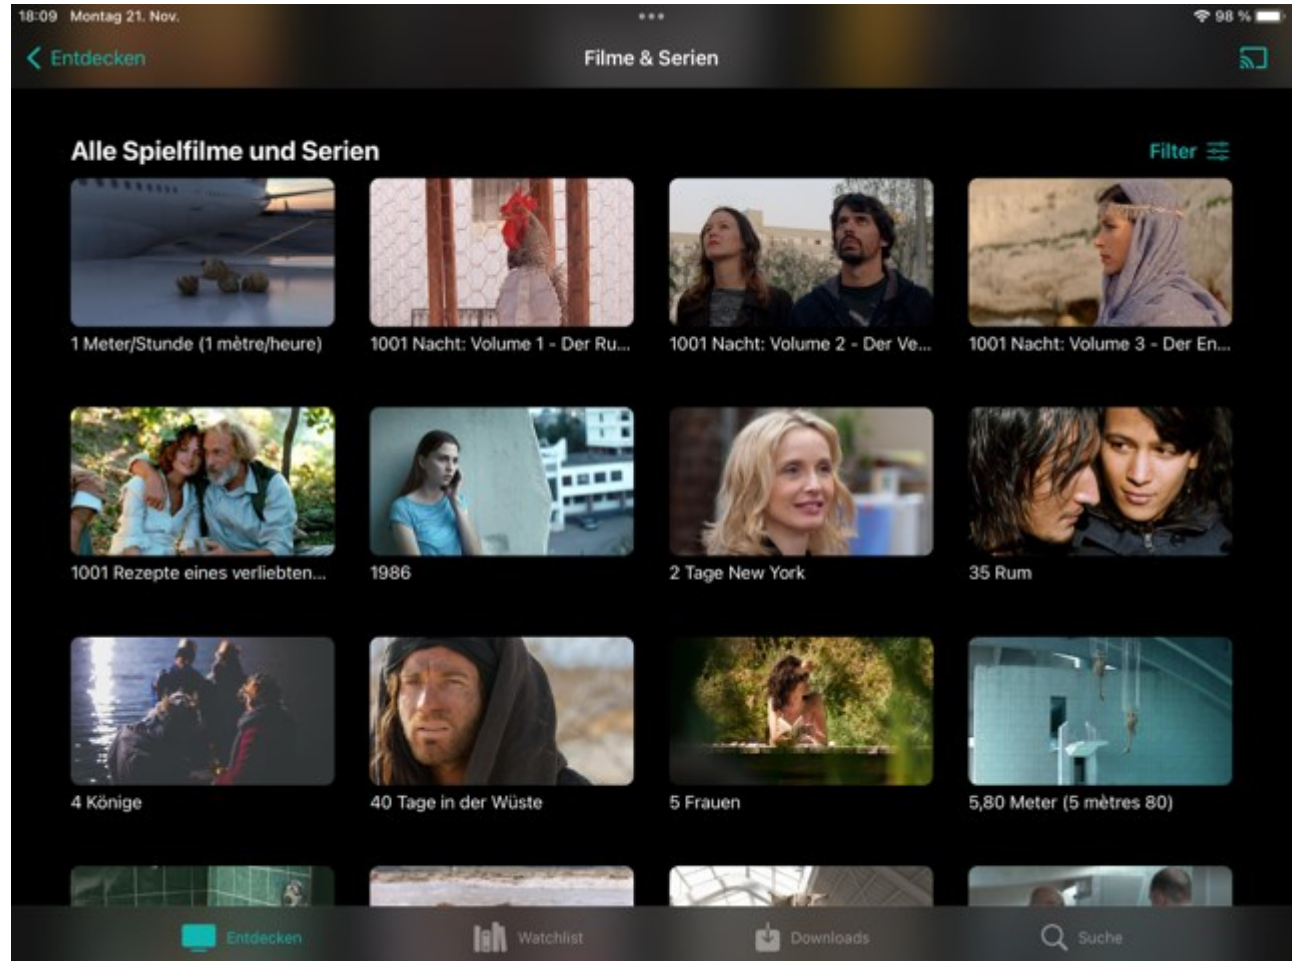 18:09 Montag 21. Nov.
98 %
Entdecken
Filme & Serien
Alle Spielfilme und Serien
Filter
1 Meter/Stunde (1 mètre/heure)
1001 Nacht: Volume 1 - Der Ru...
1001 Nacht: Volume 2 - Der Ve...
1001 Nacht: Volume 3 - Der En...
1001 Rezepte eines verliebten...
1986
2 Tage New York
35 Rum
4 Könige
40 Tage in der Wüste
5 Frauen
5,80 Meter (5 mètres 80)
Entdecken
Watchlist
Downloads
Suche